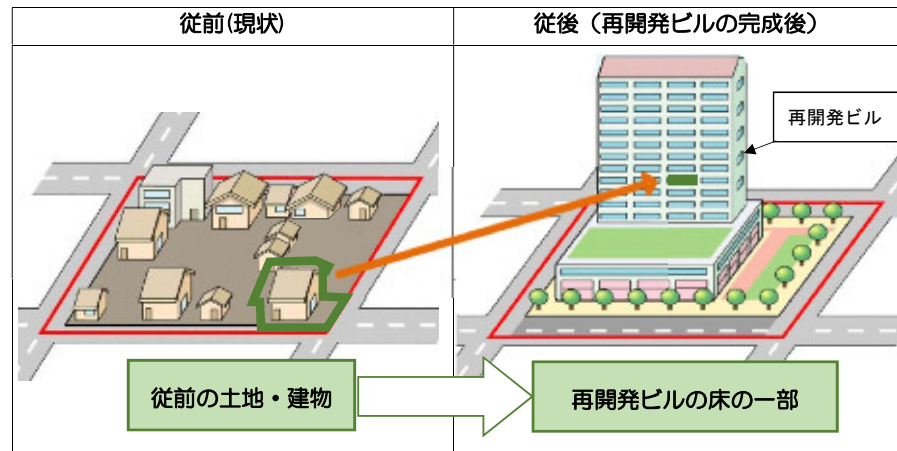 従前(現状)
従後（再開発ビルの完成後）
再開発ビル
従前の土地・建物
再開発ビルの床の一部